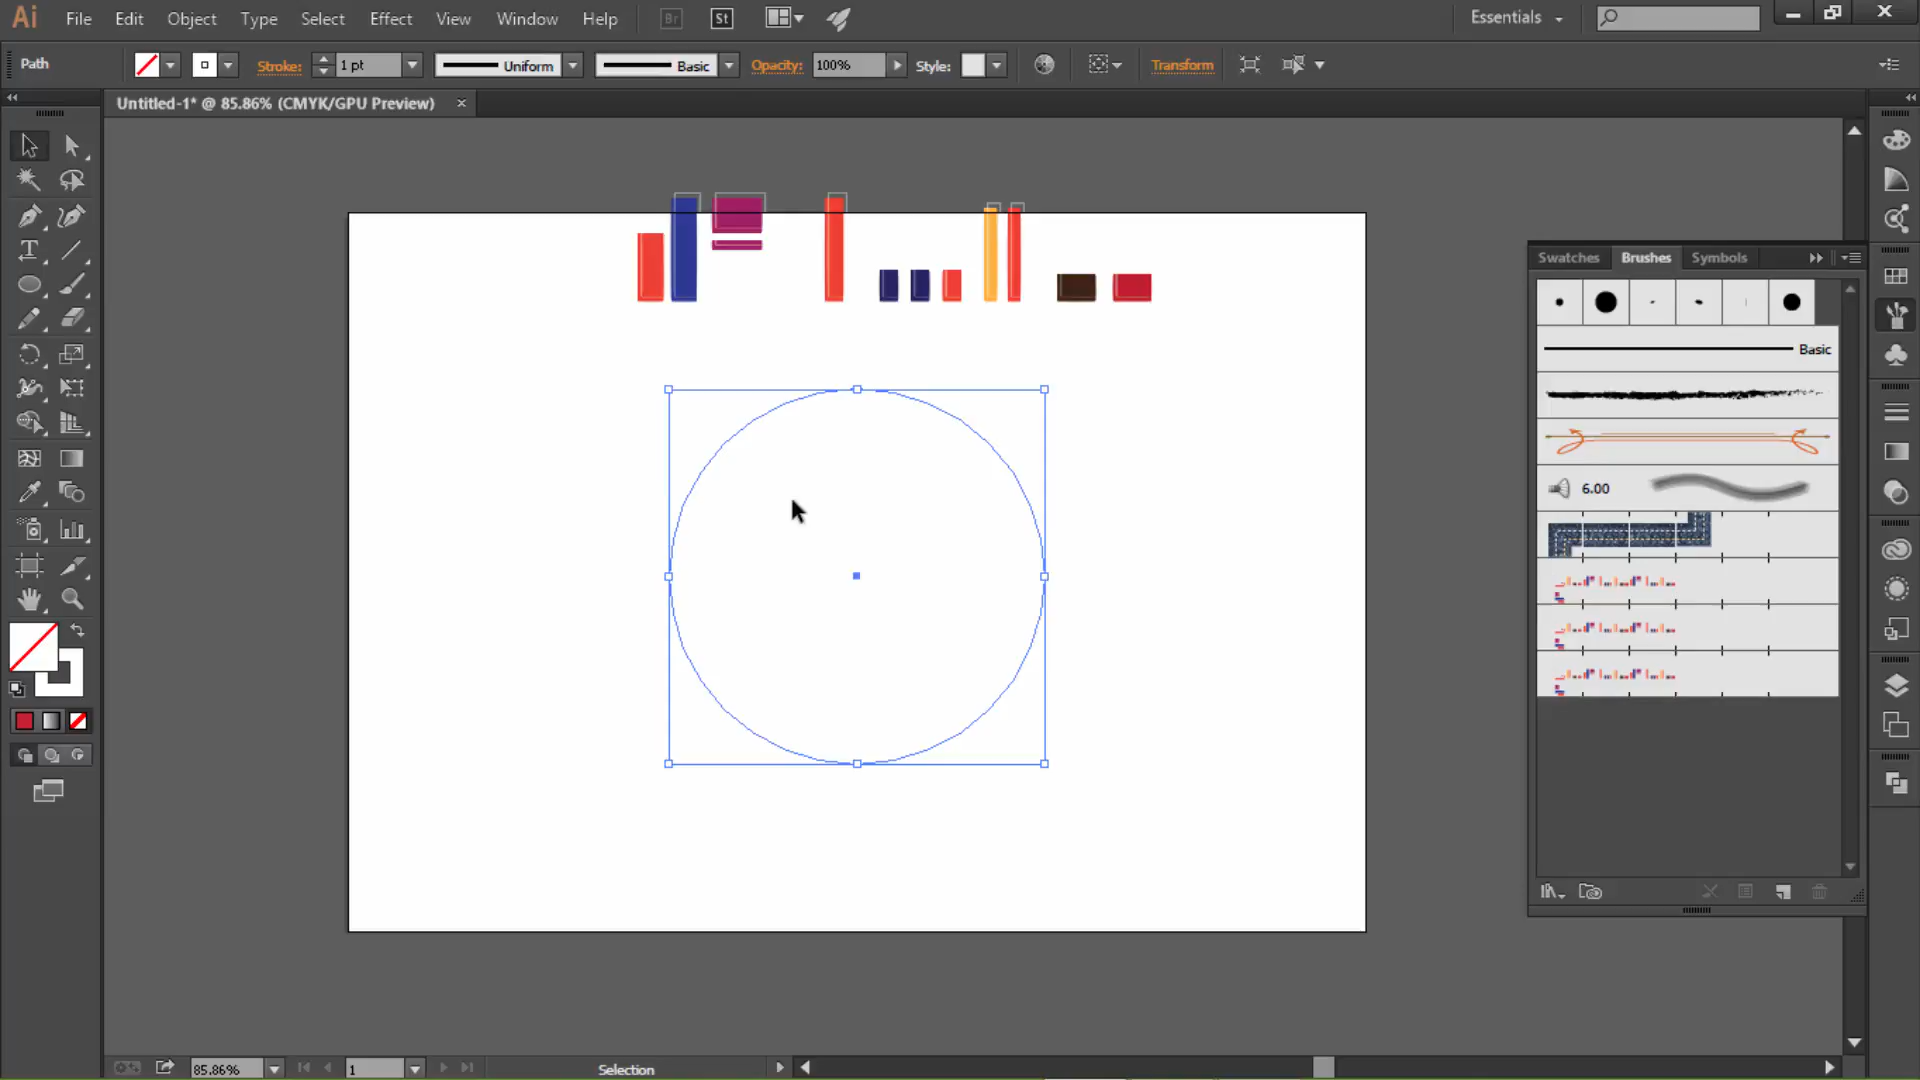 Ai File Edit Object Type Select Effect View Window Help Br St Essentials
Path Stroke: 1 pt Uniform Basic Opacity: 100% Style: Transform
Untitled-1* @ 85.86% (CMYK/GPU Preview) ×
Swatches Brushes Symbols
Basic
6.00
85.86% 1 Selection